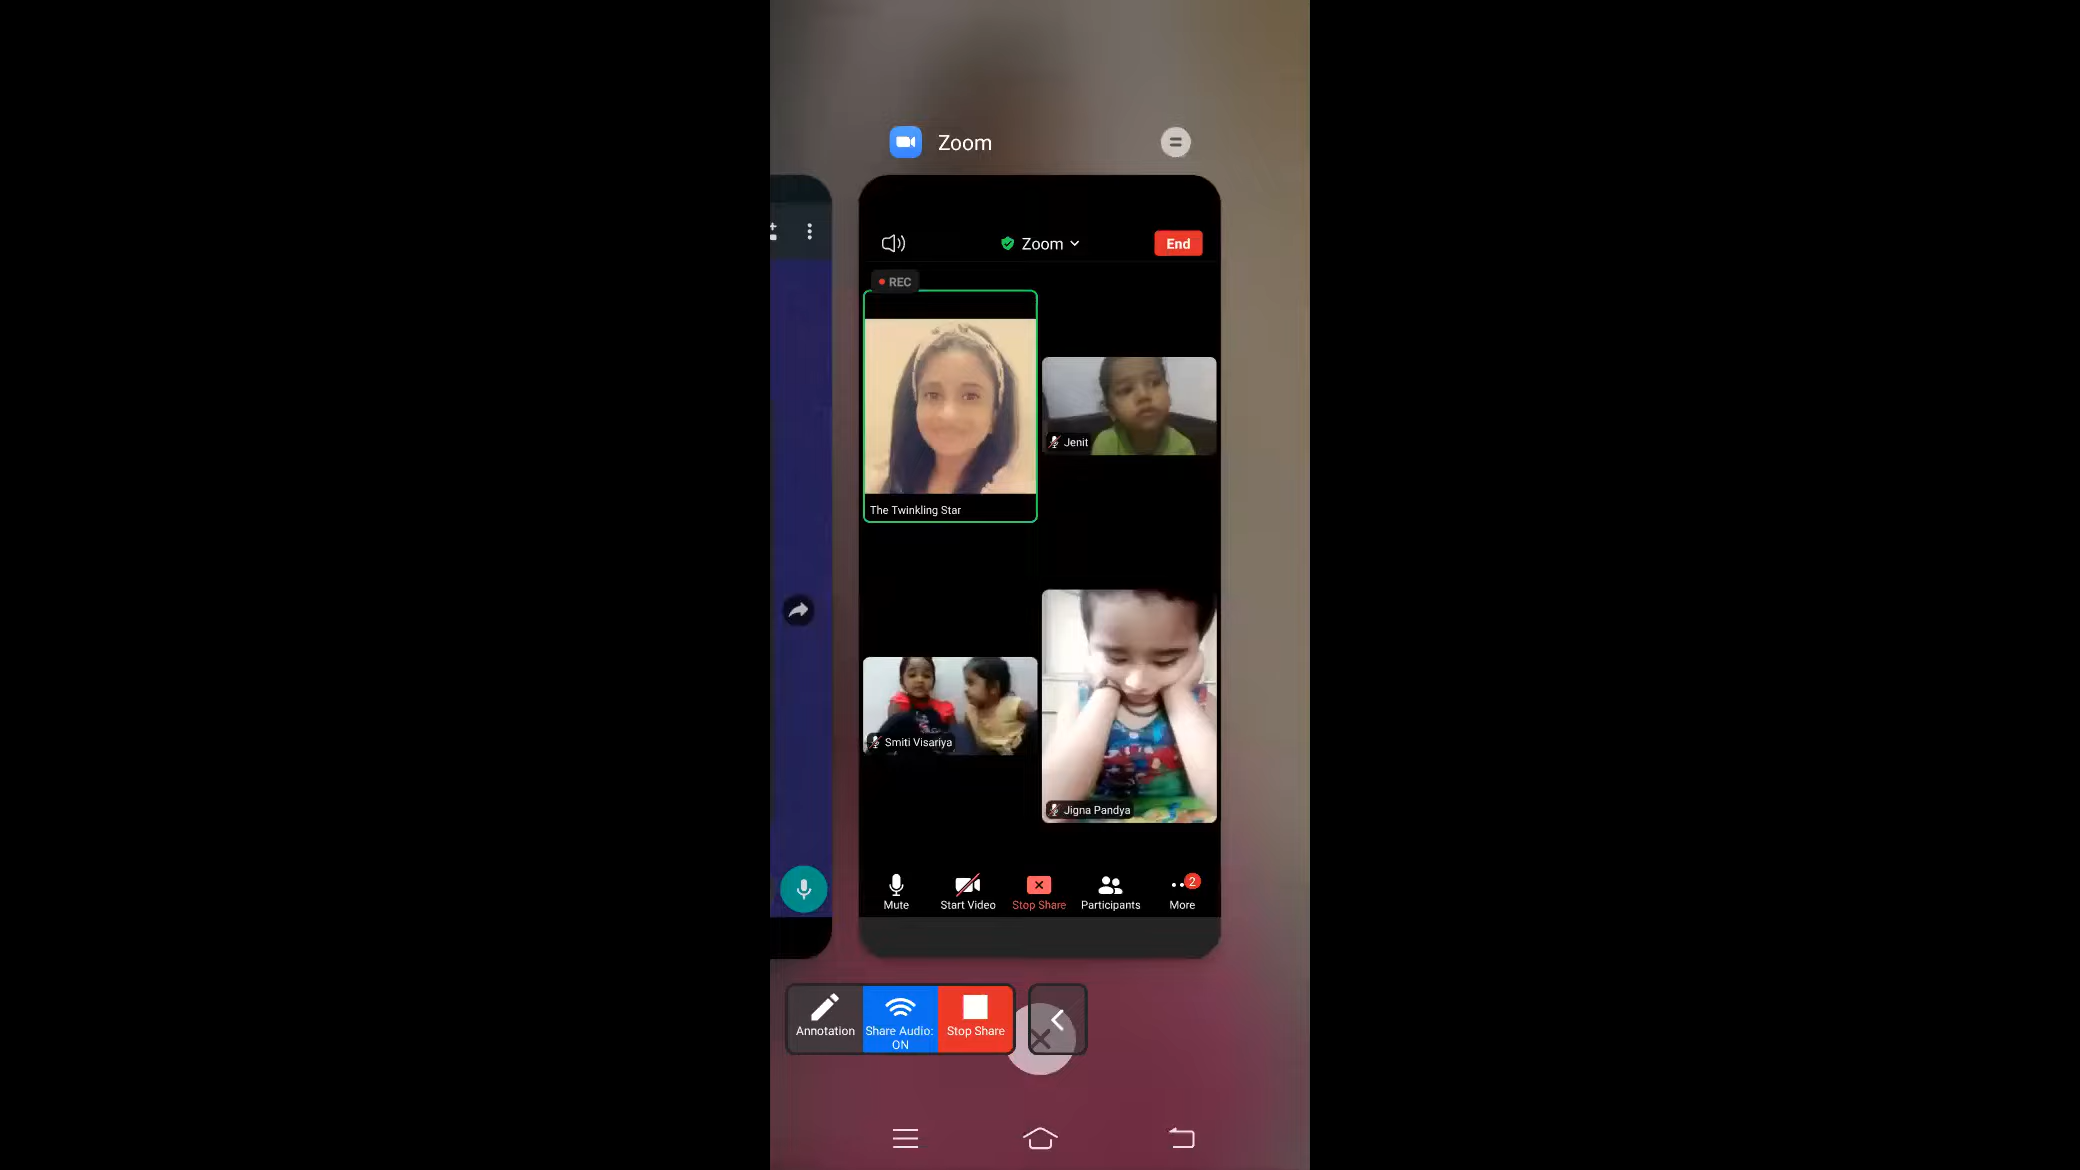 Zoom
Zoom
End
REC
The Twinkling Star
Jenit
Smiti Visariya
Jigna Pandya
Mute
Start Video
Stop Share
Participants
2
More
Annotation
Share Audio:
ON
Stop Share